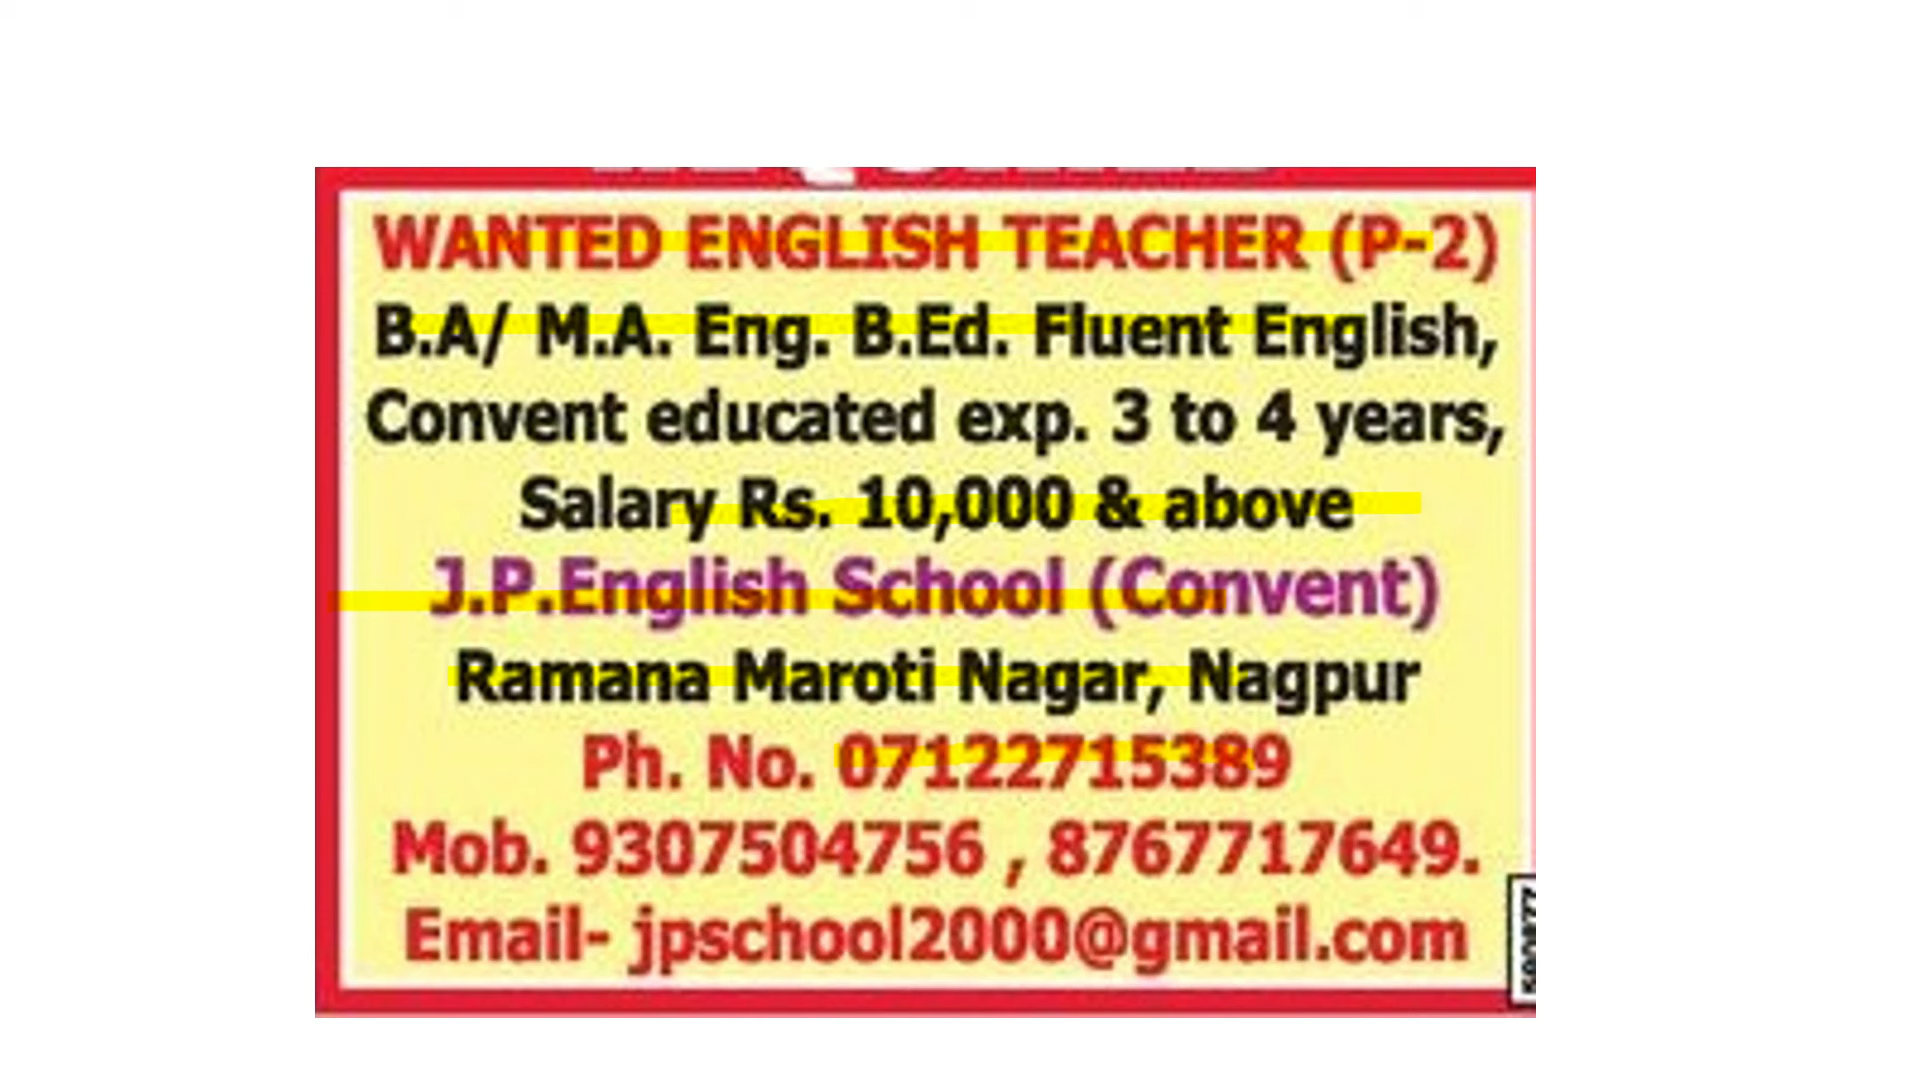 WANTED ENGLISH TEACHER (P-2)
B.A/ M.A. Eng. B.Ed. Fluent English,
Convent educated exp. 3 to 4 years,
Salary Rs. 10,000 & above
J.P.English School (Convent)
Ramana Maroti Nagar, Nagpur
Ph. No. 07122715389
Mob. 9307504756 , 8767717649.
Email- jpschool2000@gmail.com